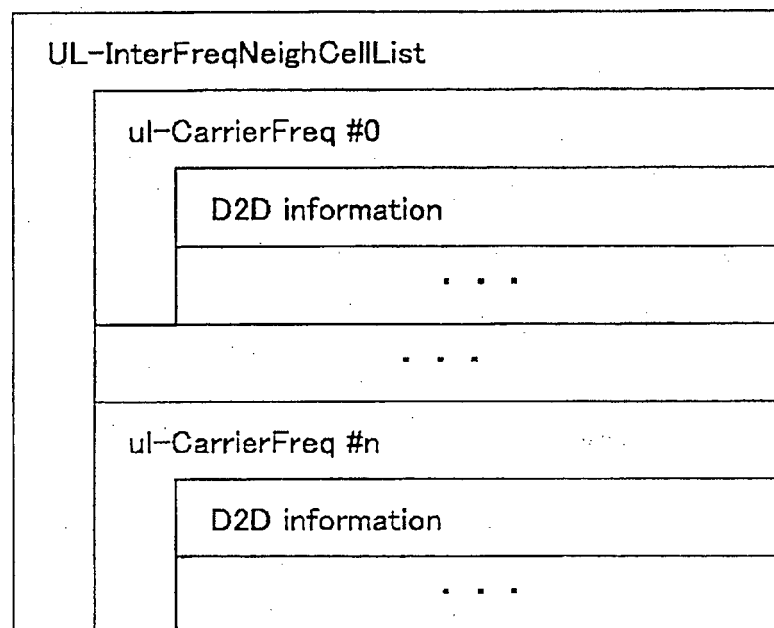 UL-InterFreqNeighCellList
ul-CarrierFreq #0
D2D information
. . .
. . .
ul-CarrierFreq #n
D2D information
. . .